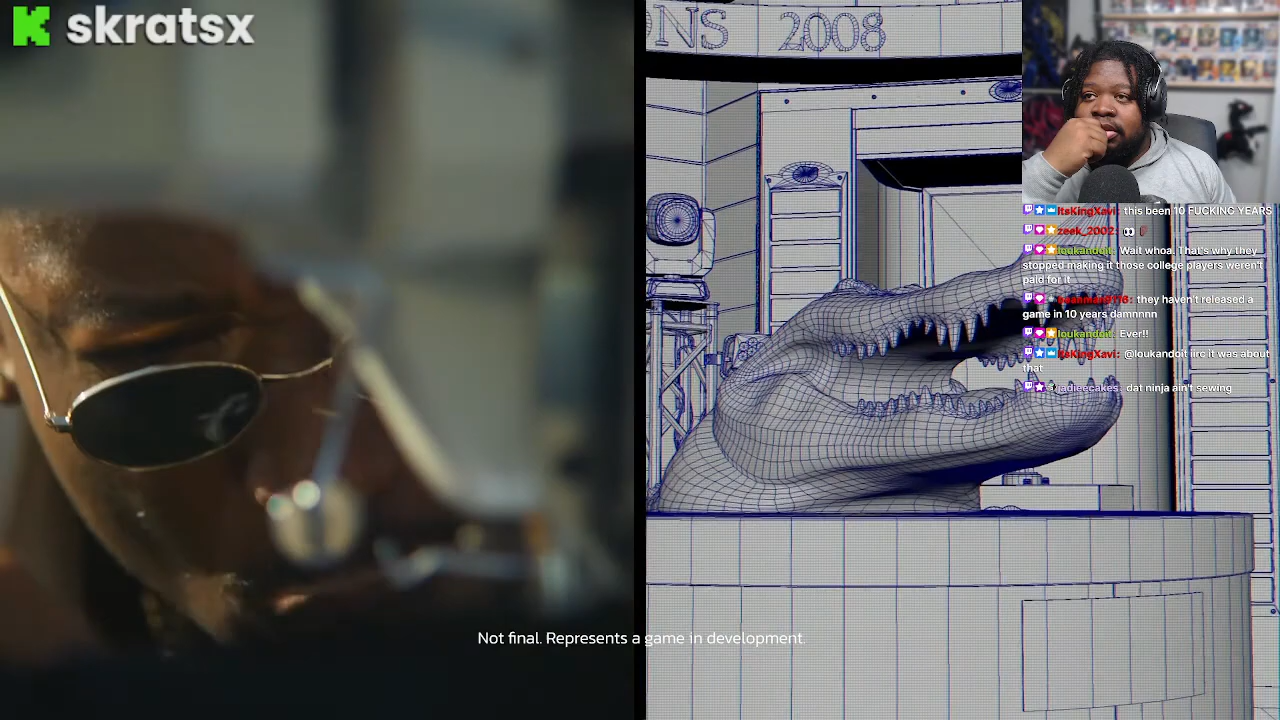 skratsx
NS 2008
ItsKingXavi: this been 10 FUCKING YEARS
zeek_2002: 👀
loukandoit: Wait whoa. That's why they
stopped making it those college players weren't
paid for it
they haven't released a
game in 10 years damnnnn
loukandoit: Ever!!
ItsKingXavi: @loukandoit iirc it was about
that
jadieecakes: dat ninja ain't sewing
Not final. Represents a game in development.